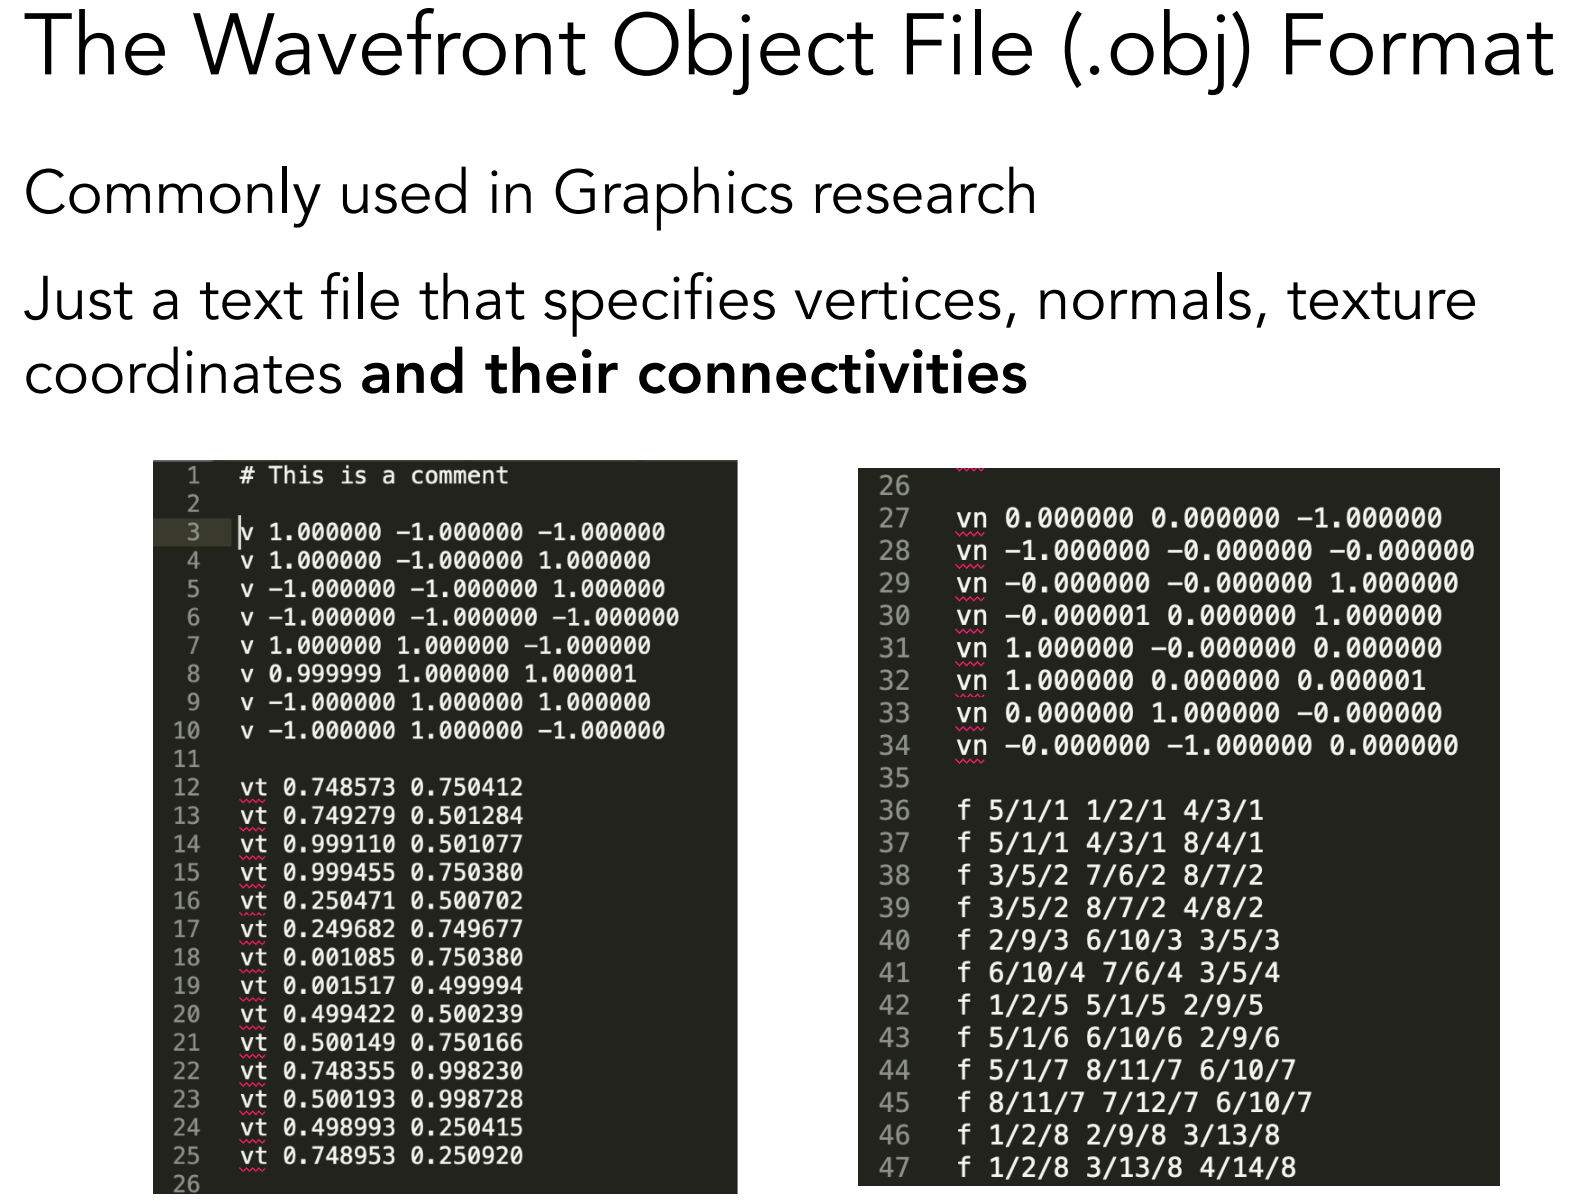 The Wavefront Object File (.obj) Format
Commonly used in Graphics research
Just a text file that specifies vertices, normals, texture
coordinates and their connectivities
1 # This is a comment
2
3 v 1.000000 -1.000000 -1.000000
4 v 1.000000 -1.000000 1.000000
5 v -1.000000 -1.000000 1.000000
6 v -1.000000 -1.000000 -1.000000
7 v 1.000000 1.000000 -1.000000
8 v 0.999999 1.000000 1.000001
9 v -1.000000 1.000000 1.000000
10 v -1.000000 1.000000 -1.000000
11
12 vt 0.748573 0.750412
13 vt 0.749279 0.501284
14 vt 0.999110 0.501077
15 vt 0.999455 0.750380
16 vt 0.250471 0.500702
17 vt 0.249682 0.749677
18 vt 0.001085 0.750380
19 vt 0.001517 0.499994
20 vt 0.499422 0.500239
21 vt 0.500149 0.750166
22 vt 0.748355 0.998230
23 vt 0.500193 0.998728
24 vt 0.498993 0.250415
25 vt 0.748953 0.250920
26
26
27 vn 0.000000 0.000000 -1.000000
28 vn -1.000000 -0.000000 -0.000000
29 vn -0.000000 -0.000000 1.000000
30 vn -0.000001 0.000000 1.000000
31 vn 1.000000 -0.000000 0.000000
32 vn 1.000000 0.000000 0.000001
33 vn 0.000000 1.000000 -0.000000
34 vn -0.000000 -1.000000 0.000000
35
36 f 5/1/1 1/2/1 4/3/1
37 f 5/1/1 4/3/1 8/4/1
38 f 3/5/2 7/6/2 8/7/2
39 f 3/5/2 8/7/2 4/8/2
40 f 2/9/3 6/10/3 3/5/3
41 f 6/10/4 7/6/4 3/5/4
42 f 1/2/5 5/1/5 2/9/5
43 f 5/1/6 6/10/6 2/9/6
44 f 5/1/7 8/11/7 6/10/7
45 f 8/11/7 7/12/7 6/10/7
46 f 1/2/8 2/9/8 3/13/8
47 f 1/2/8 3/13/8 4/14/8